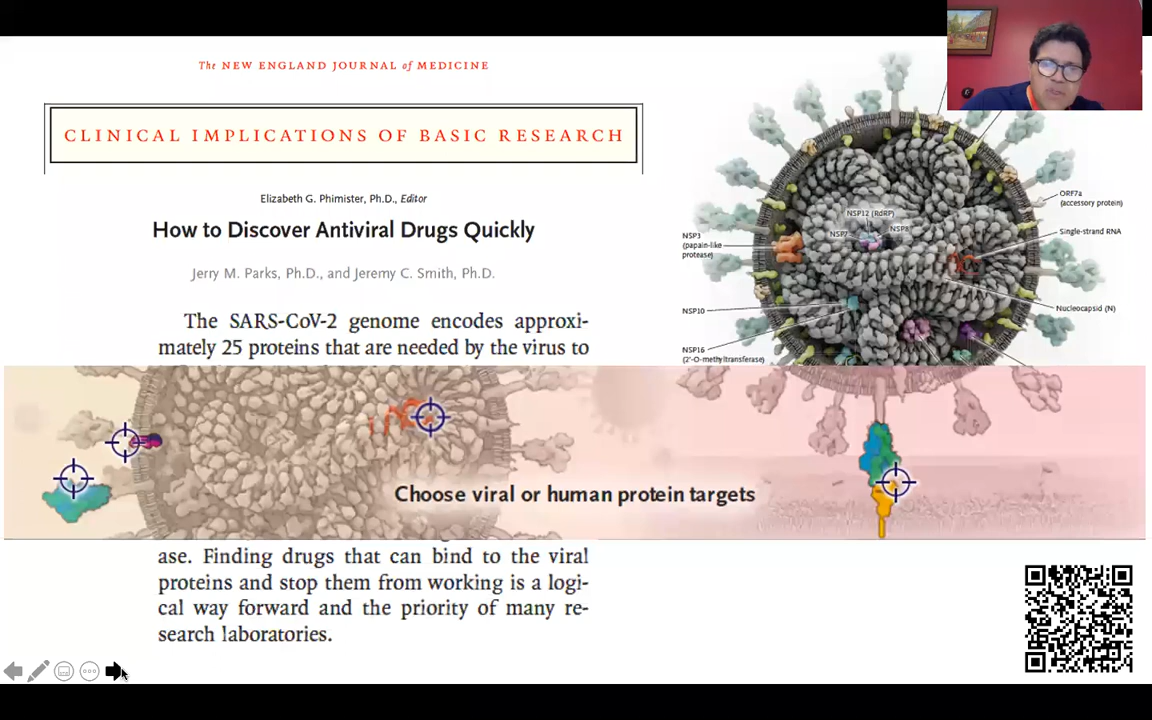 The NEW ENGLAND JOURNAL of MEDICINE
CLINICAL IMPLICATIONS OF BASIC RESEARCH
Elizabeth G. Phimister, Ph.D., Editor
How to Discover Antiviral Drugs Quickly
Jerry M. Parks, Ph.D., and Jeremy C. Smith, Ph.D.
The SARS-CoV-2 genome encodes approxi-
mately 25 proteins that are needed by the virus to
Choose viral or human protein targets
ase. Finding drugs that can bind to the viral
proteins and stop them from working is a logi-
cal way forward and the priority of many re-
search laboratories.
NSP12 (RdRP)
NSP7
NSP8
NSP3
(papain-like
protease)
NSP10
NSP16
(2'-O-methyltransferase)
ORF7a
(accessory protein)
Single-strand RNA
Nucleocapsid (N)